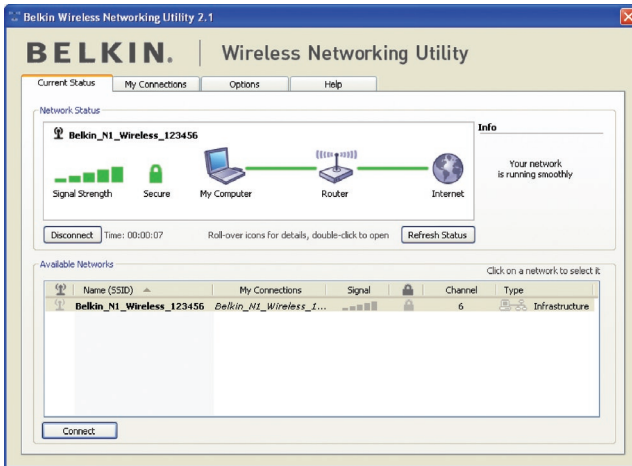 Belkin Wireless Networking Utility 2.1
BELKIN. | Wireless Networking Utility
Current Status My Connections Options Help
Network Status
Belkin_N1_Wireless_123456
Signal Strength Secure My Computer Router Internet
Info
Your network
is running smoothly
Disconnect Time: 00:00:07 Roll-over icons for details, double-click to open Refresh Status
Available Networks
Click on a network to select it
Name (SSID) My Connections Signal Channel Type
Belkin_N1_Wireless_123456 Belkin_N1_Wireless_1... 6 Infrastructure
Connect